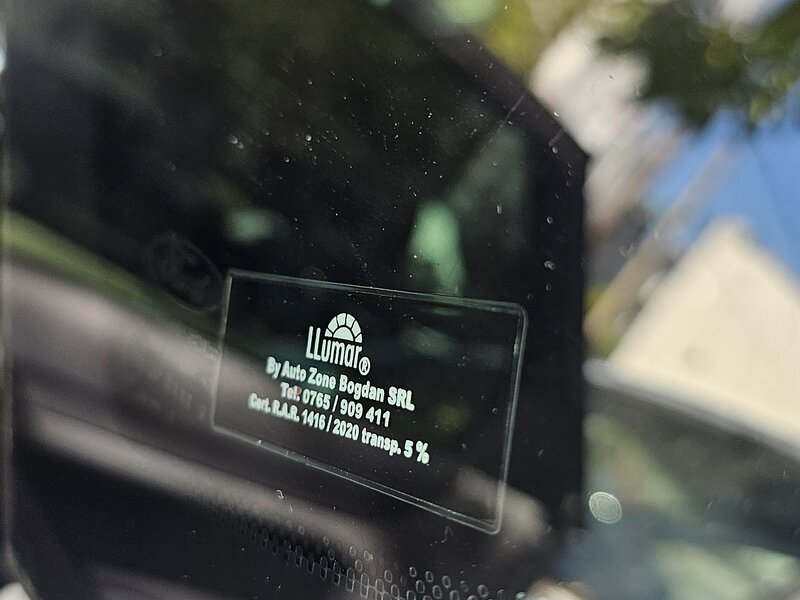 LLumar®
By Auto Zone Bogdan SRL
Tel: 0765 / 909 411
Cert. R.A.R. 1416 / 2020 transp. 5 %